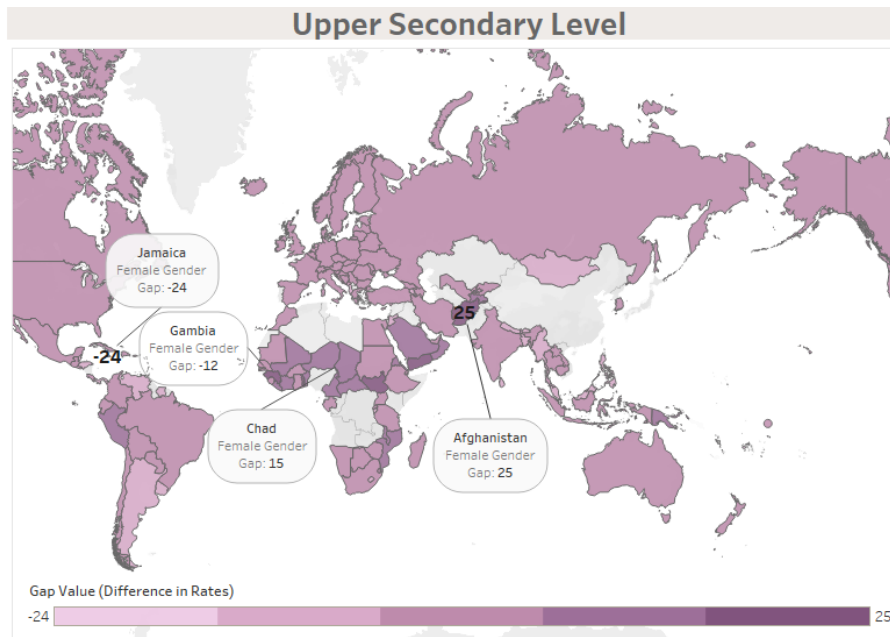 Upper Secondary Level
Jamaica
Female Gender
Gap: -24
-24
Gambia
Female Gender
Gap: -12
25
Chad
Female Gender
Gap: 15
Afghanistan
Female Gender
Gap: 25
Gap Value (Difference in Rates)
-24 25